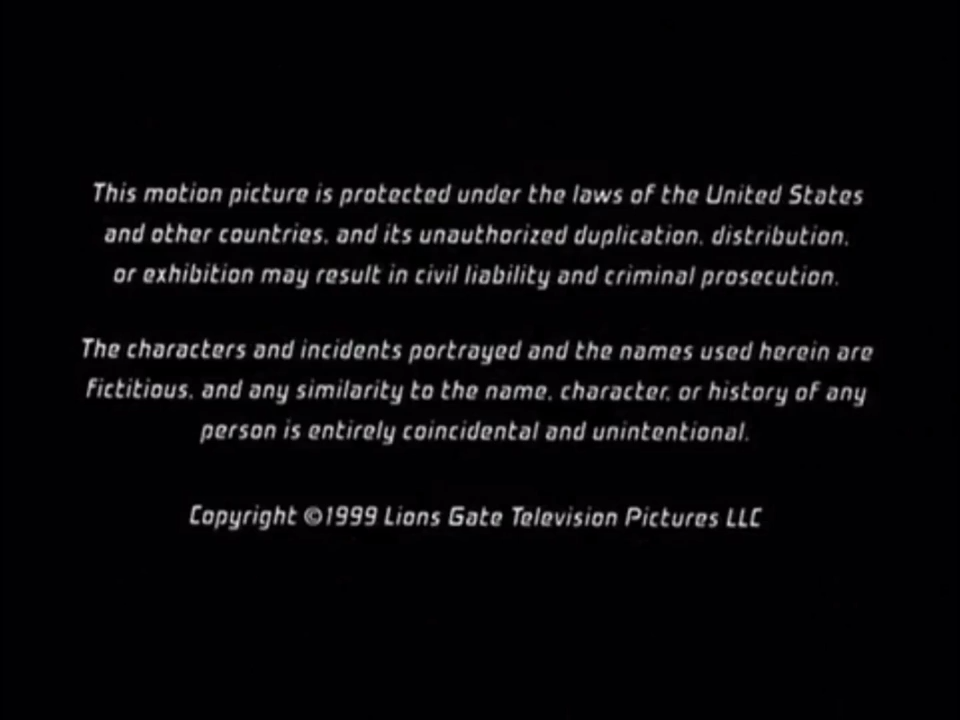 This motion picture is protected under the laws of the United States
and other countries, and its unauthorized duplication, distribution,
or exhibition may result in civil liability and criminal prosecution.
The characters and incidents portrayed and the names used herein are
fictitious, and any similarity to the name, character, or history of any
person is entirely coincidental and unintentional.
Copyright ©1999 Lions Gate Television Pictures LLC